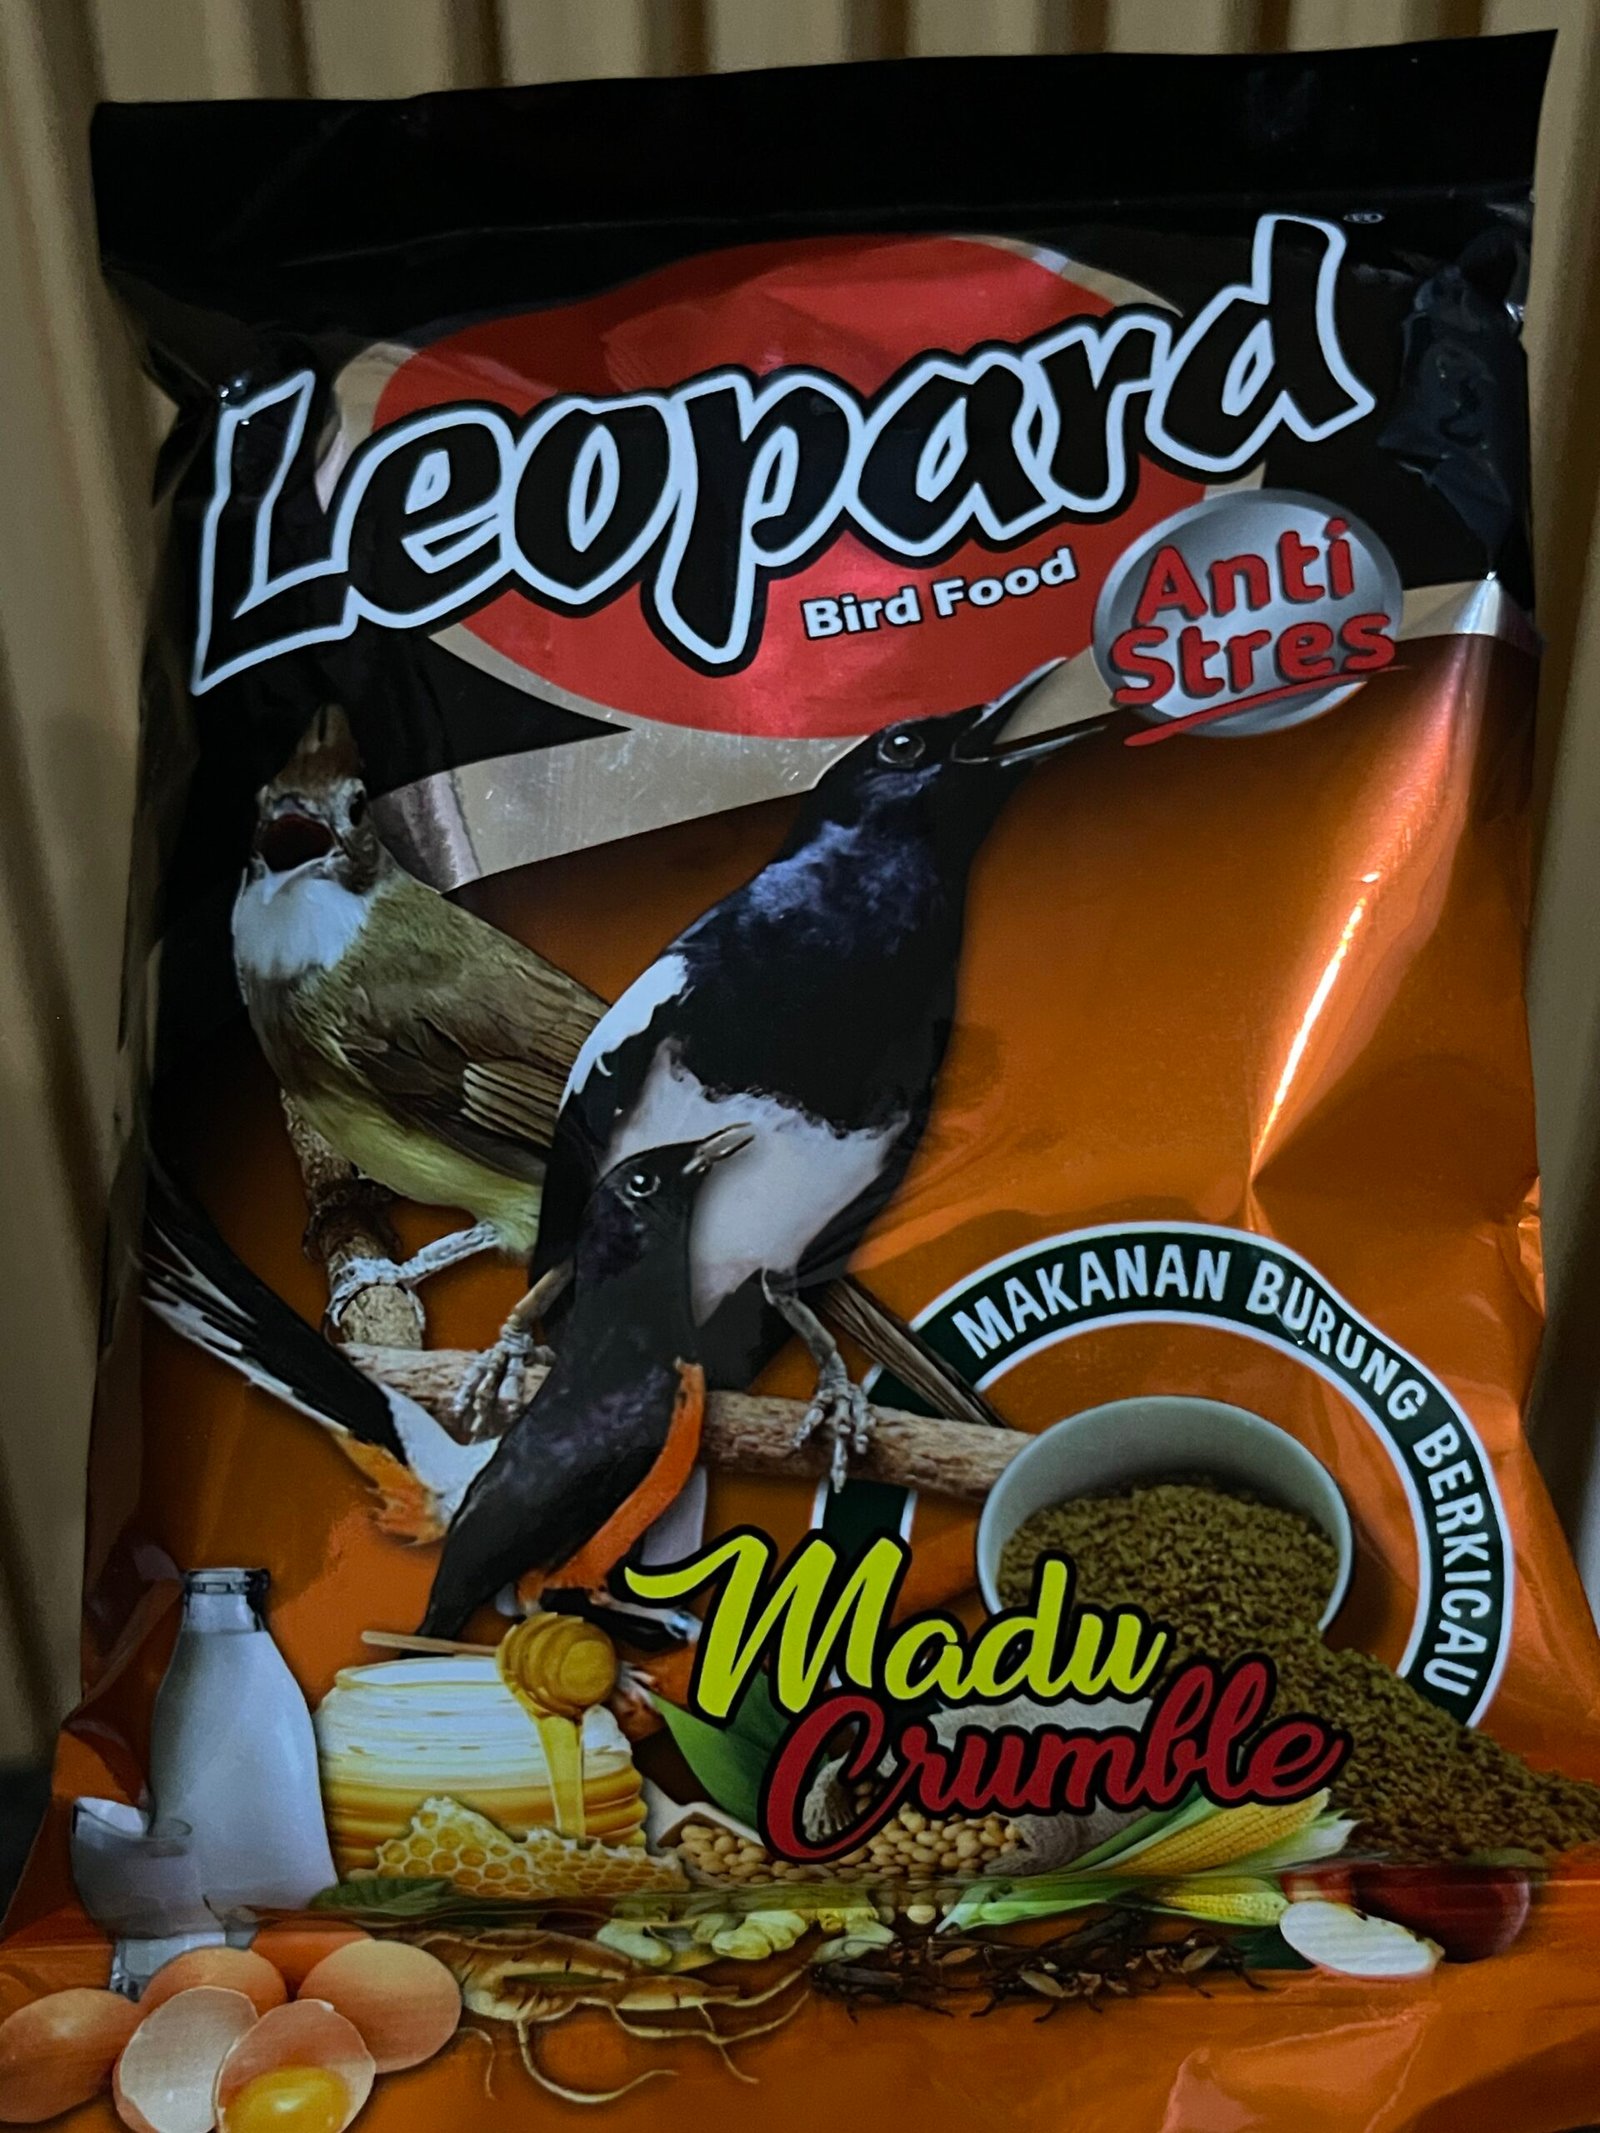 Leopard
Bird Food
Anti
Stres
MAKANAN BURUNG BERKICAU
Madu
Crumble